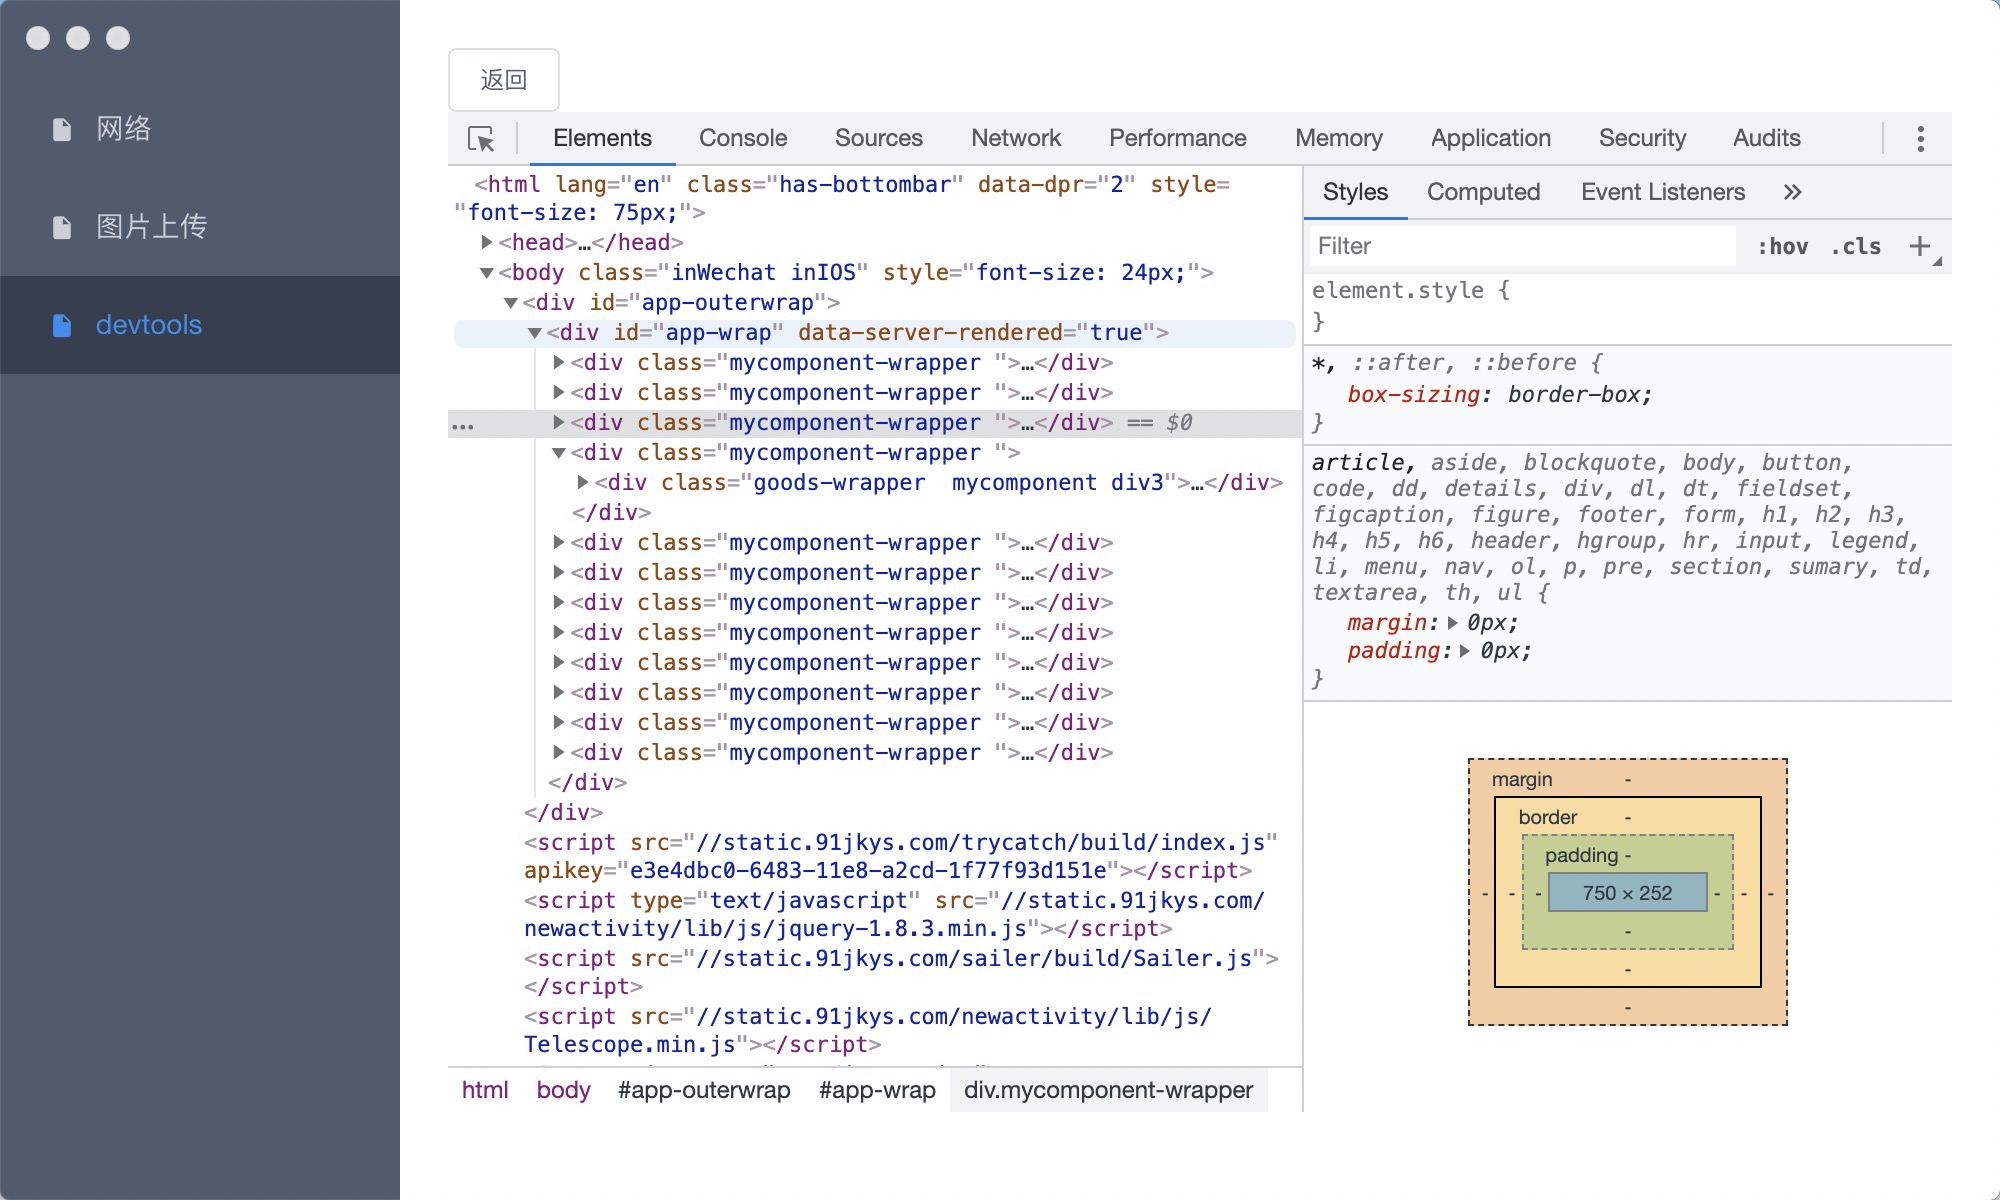 网络
图片上传
devtools
返回
Elements Console Sources Network Performance Memory Application Security Audits
<html lang="en" class="has-bottombar" data-dpr="2" style=
"font-size: 75px;">
<head>…</head>
<body class="inWechat inIOS" style="font-size: 24px;">
<div id="app-outerwrap">
<div id="app-wrap" data-server-rendered="true">
<div class="mycomponent-wrapper ">…</div>
<div class="mycomponent-wrapper ">…</div>
… <div class="mycomponent-wrapper ">…</div> == $0
<div class="mycomponent-wrapper ">
<div class="goods-wrapper  mycomponent div3">…</div>
</div>
<div class="mycomponent-wrapper ">…</div>
<div class="mycomponent-wrapper ">…</div>
<div class="mycomponent-wrapper ">…</div>
<div class="mycomponent-wrapper ">…</div>
<div class="mycomponent-wrapper ">…</div>
<div class="mycomponent-wrapper ">…</div>
<div class="mycomponent-wrapper ">…</div>
<div class="mycomponent-wrapper ">…</div>
</div>
</div>
<script src="//static.91jkys.com/trycatch/build/index.js"
apikey="e3e4dbc0-6483-11e8-a2cd-1f77f93d151e"></script>
<script type="text/javascript" src="//static.91jkys.com/
newactivity/lib/js/jquery-1.8.3.min.js"></script>
<script src="//static.91jkys.com/sailer/build/Sailer.js">
</script>
<script src="//static.91jkys.com/newactivity/lib/js/
Telescope.min.js"></script>
html body #app-outerwrap #app-wrap div.mycomponent-wrapper
Styles Computed Event Listeners »
Filter :hov .cls +
element.style {
}
*, ::after, ::before {
box-sizing: border-box;
}
article, aside, blockquote, body, button,
code, dd, details, div, dl, dt, fieldset,
figcaption, figure, footer, form, h1, h2, h3,
h4, h5, h6, header, hgroup, hr, input, legend,
li, menu, nav, ol, p, pre, section, sumary, td,
textarea, th, ul {
margin: 0px;
padding: 0px;
}
margin -
border -
padding -
- - - 750 × 252 - - -
-
-
-